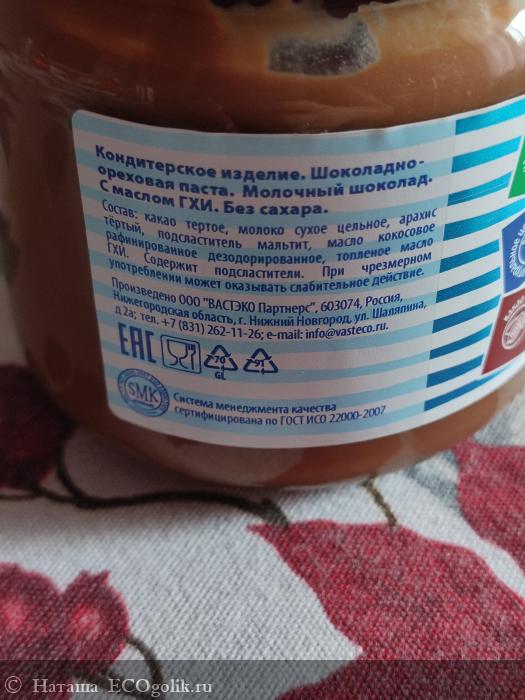 Кондитерское изделие. Шоколадно-
ореховая паста. Молочный шоколад.
С маслом ГХИ. Без сахара.
Состав: какао тертое, молоко сухое цельное, арахис
тёртый, подсластитель мальтит, масло кокосовое
рафинированное дезодорированное, топленое масло
ГХИ. Содержит подсластители. При чрезмерном
употреблении может оказывать слабительное действие.
Произведено ООО "ВАСТЭКО Партнерс", 603074, Россия,
Нижегородская область, г. Нижний Новгород, ул. Шаляпина,
д 2а; тел. +7 (831) 262-11-26; e-mail: info@vasteco.ru.
EAC
70
GL
91
SMK
Система менеджмента качества
сертифицирована по ГОСТ ИСО 22000-2007
© Наташа ECOgolik.ru